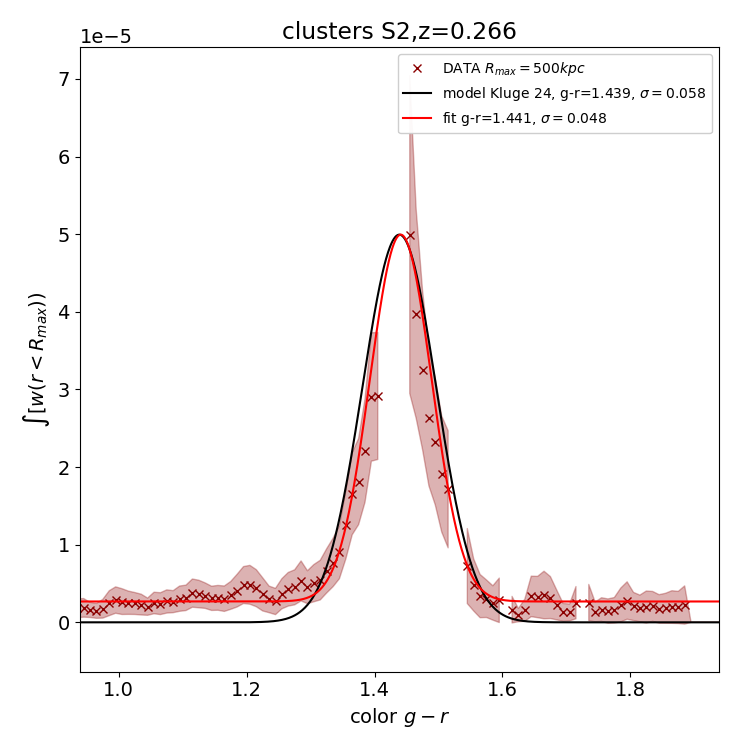 clusters S2,z=0.266
1e−5
DATA R_max = 500kpc
model Kluge 24, g-r=1.439, σ = 0.058
fit g-r=1.441, σ = 0.048
7
6
5
4
3
2
1
0
∫[w(r < R_max))
1.0 1.2 1.4 1.6 1.8
color g − r